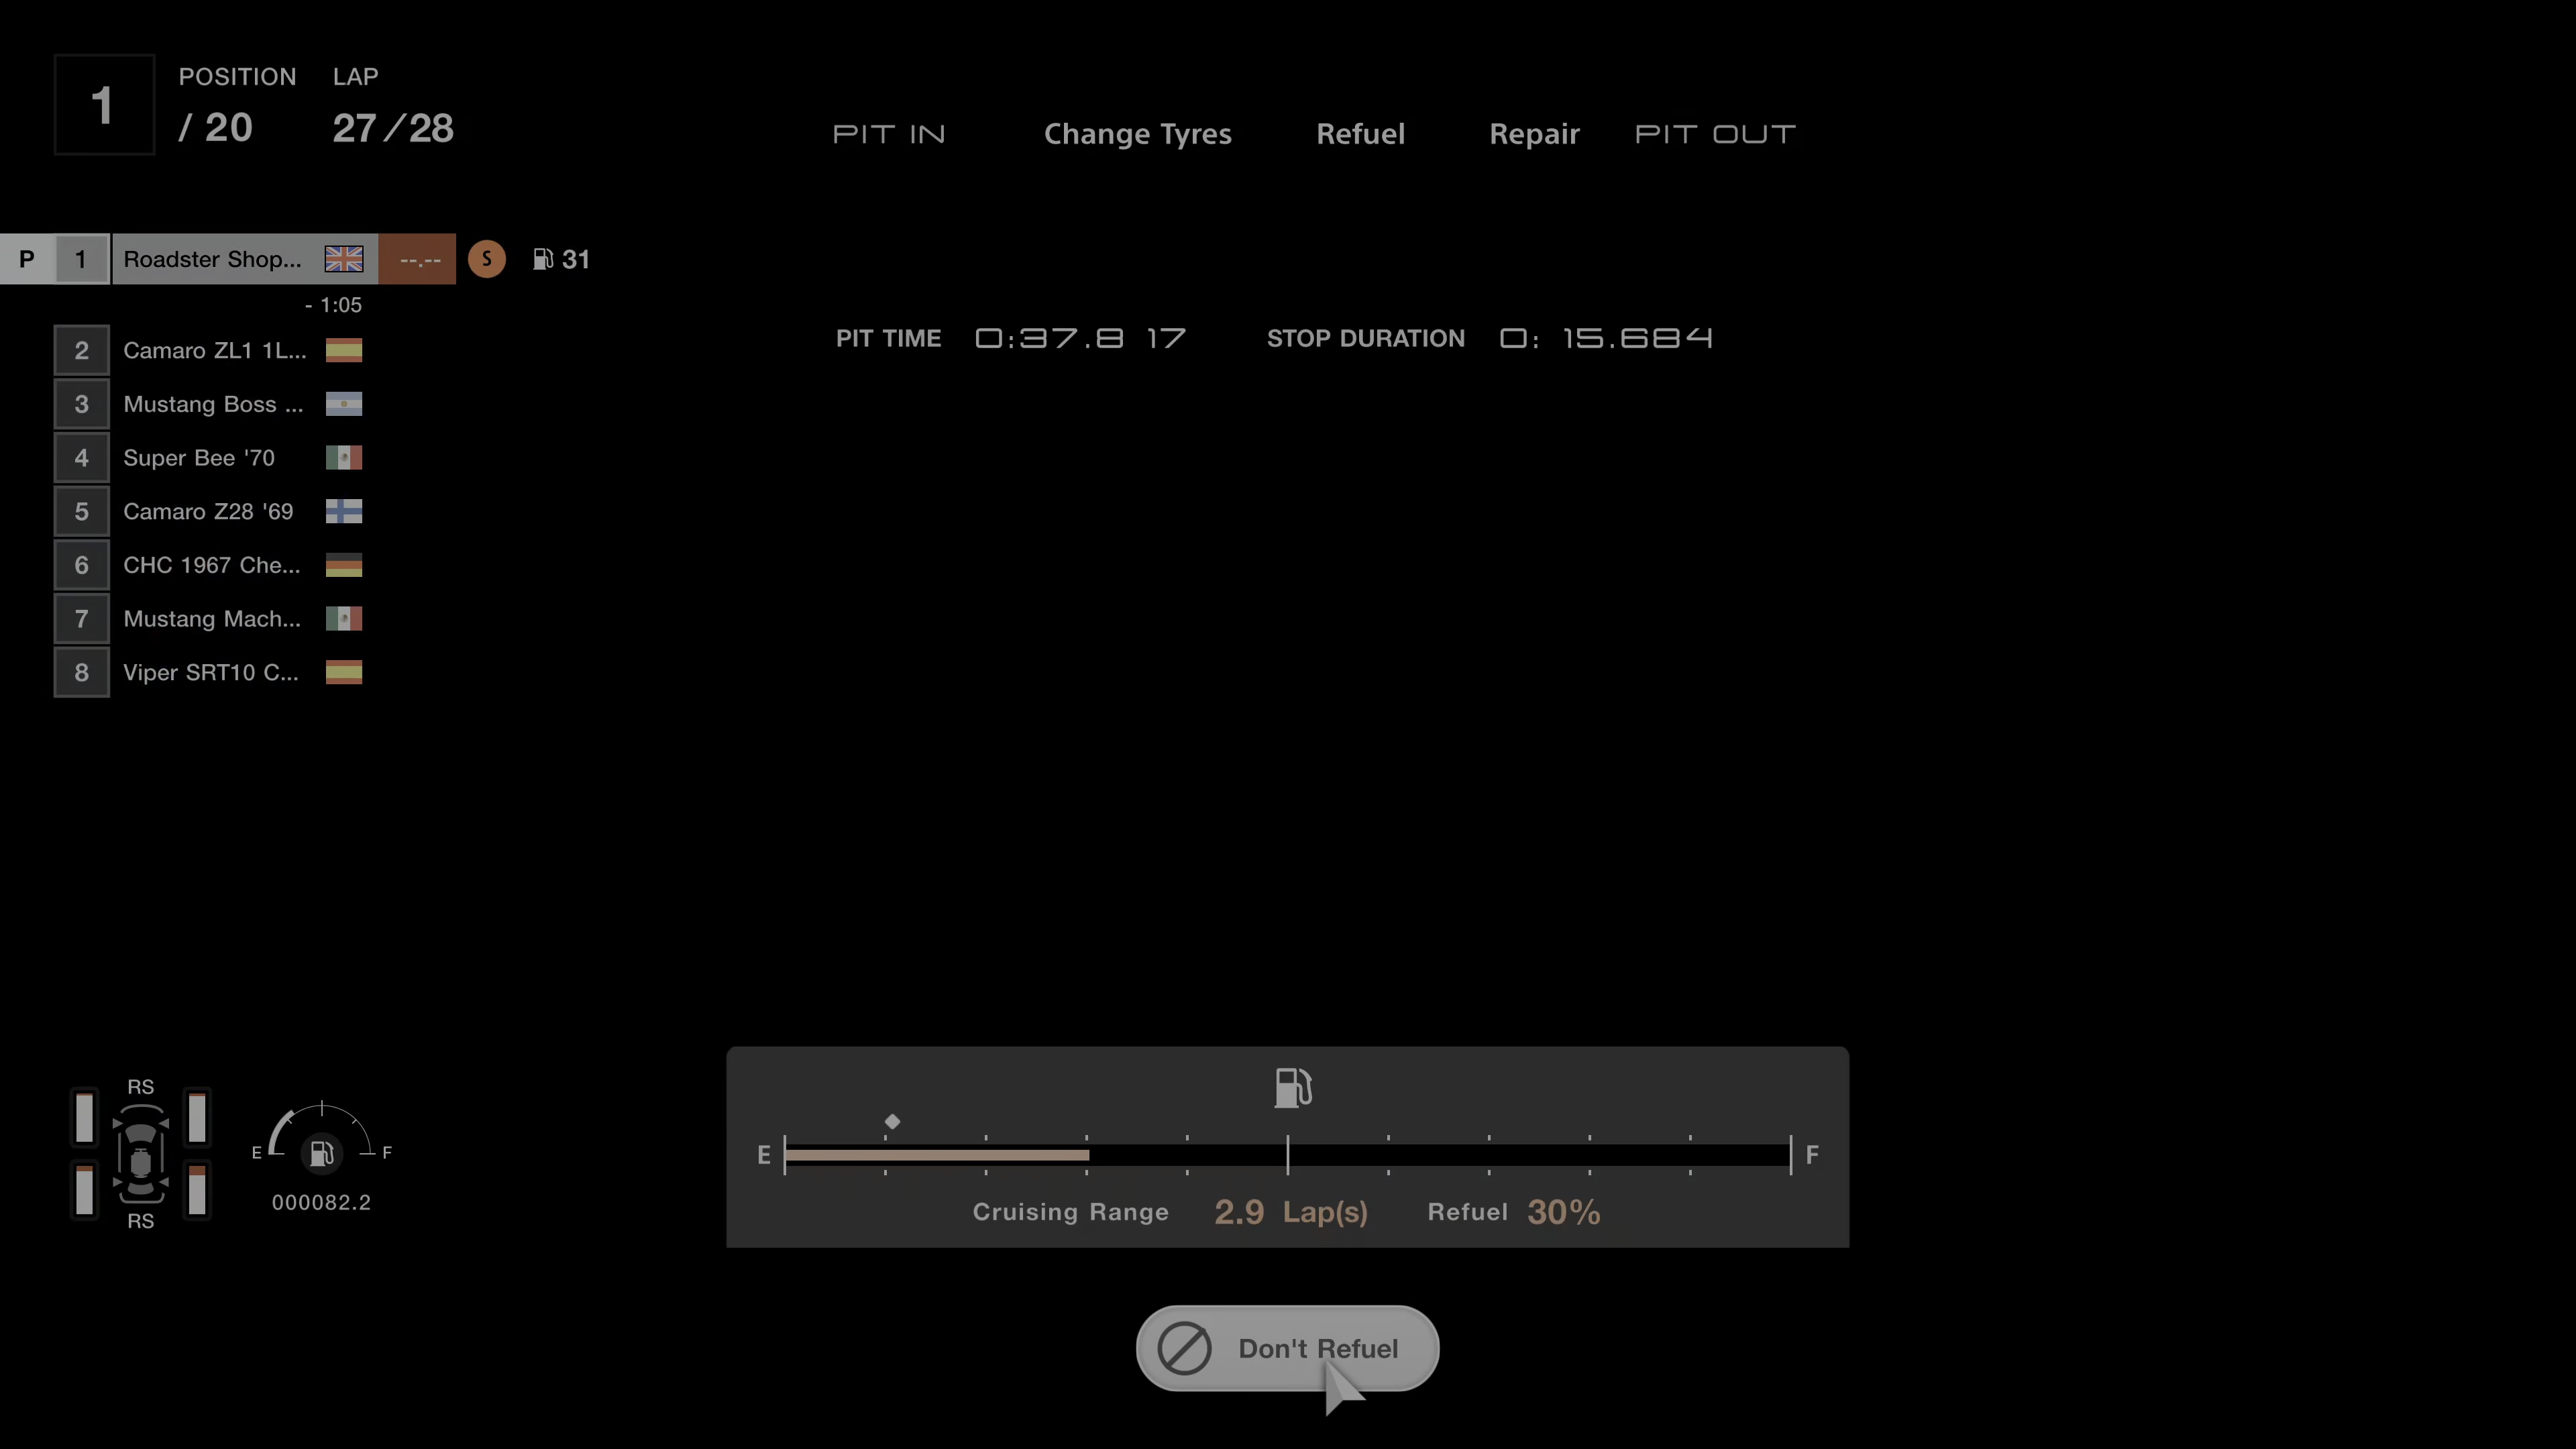 1 POSITION / 20 LAP 27/28
PIT IN Change Tyres Refuel Repair PIT OUT
P 1 Roadster Shop... --.-- S 31
- 1:05
PIT TIME 0:37.817 STOP DURATION 0:15.684
2 Camaro ZL1 1L...
3 Mustang Boss ...
4 Super Bee '70
5 Camaro Z28 '69
6 CHC 1967 Che...
7 Mustang Mach...
8 Viper SRT10 C...
RS
E F
000082.2
RS
E F
Cruising Range 2.9 Lap(s) Refuel 30%
Don't Refuel